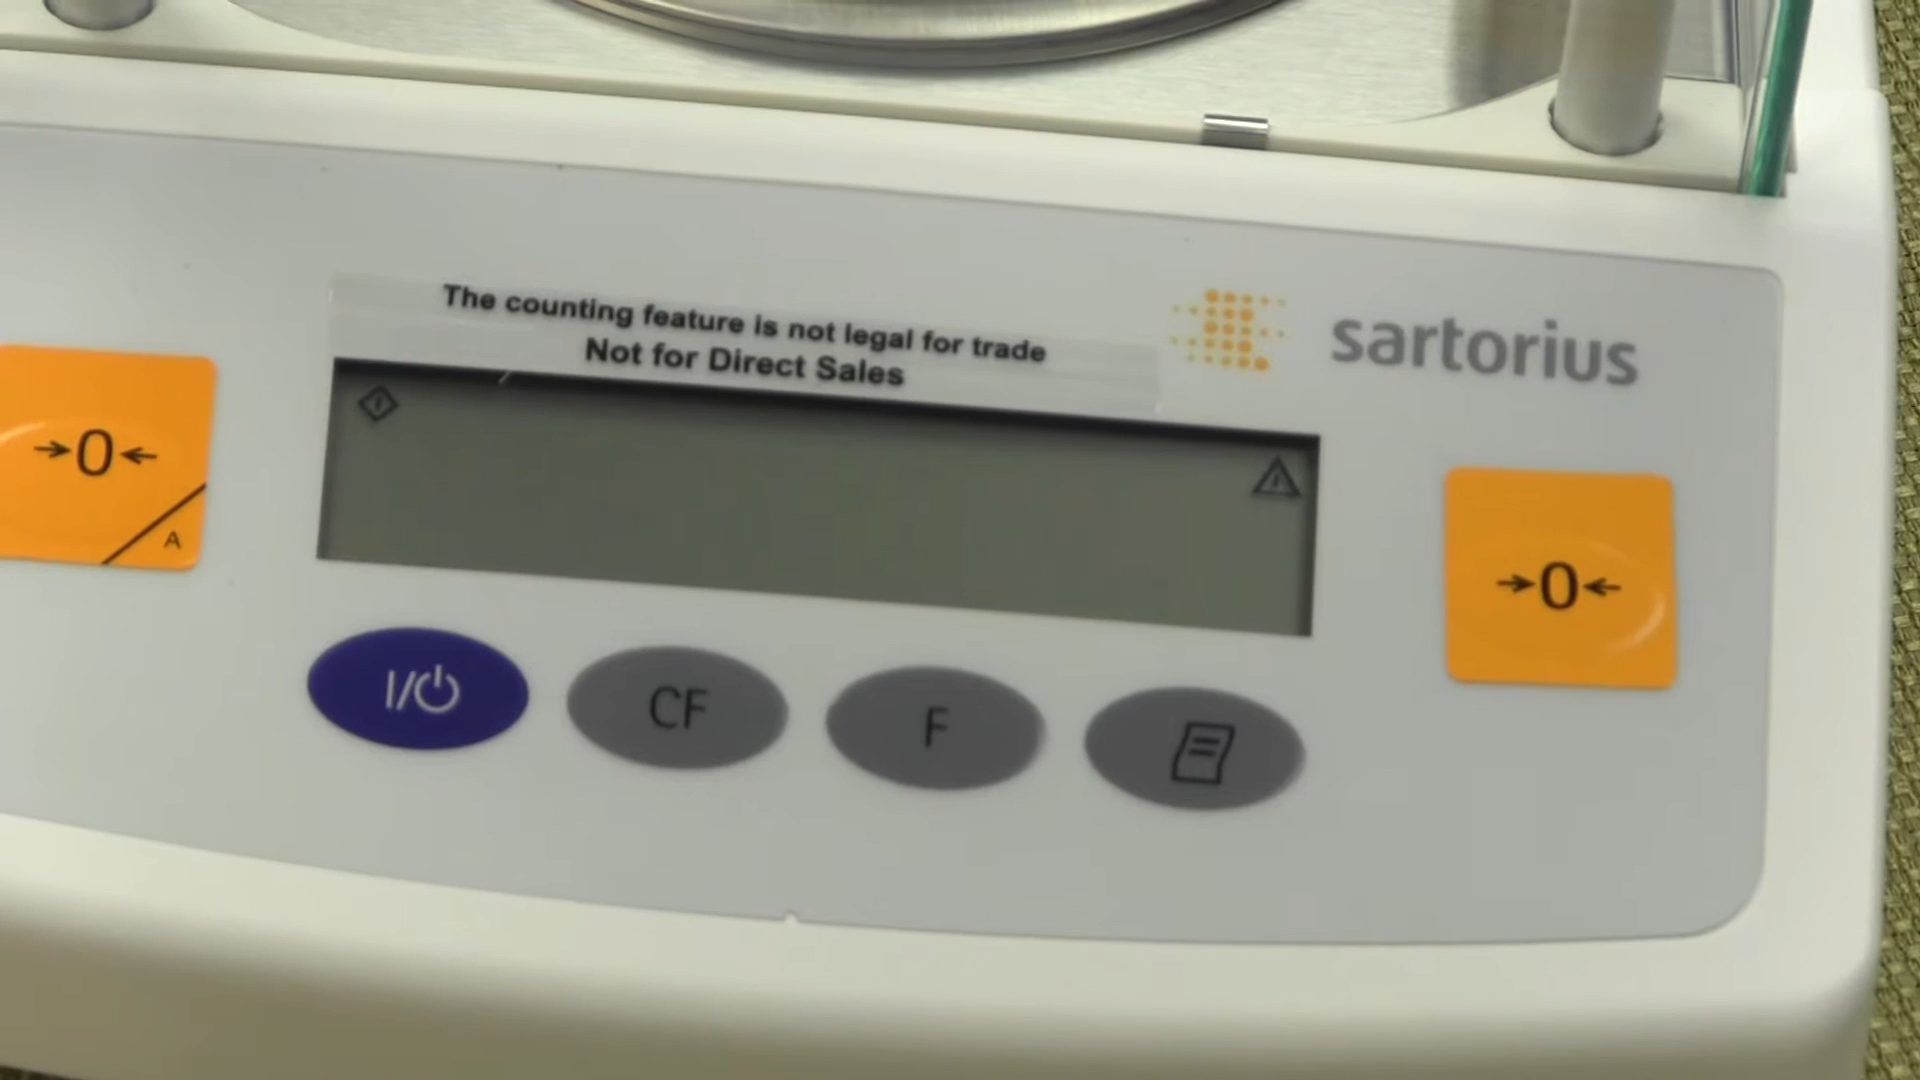 The counting feature is not legal for trade
Not for Direct Sales
sartorius
→0←
A
→0←
I/⏻
CF
F